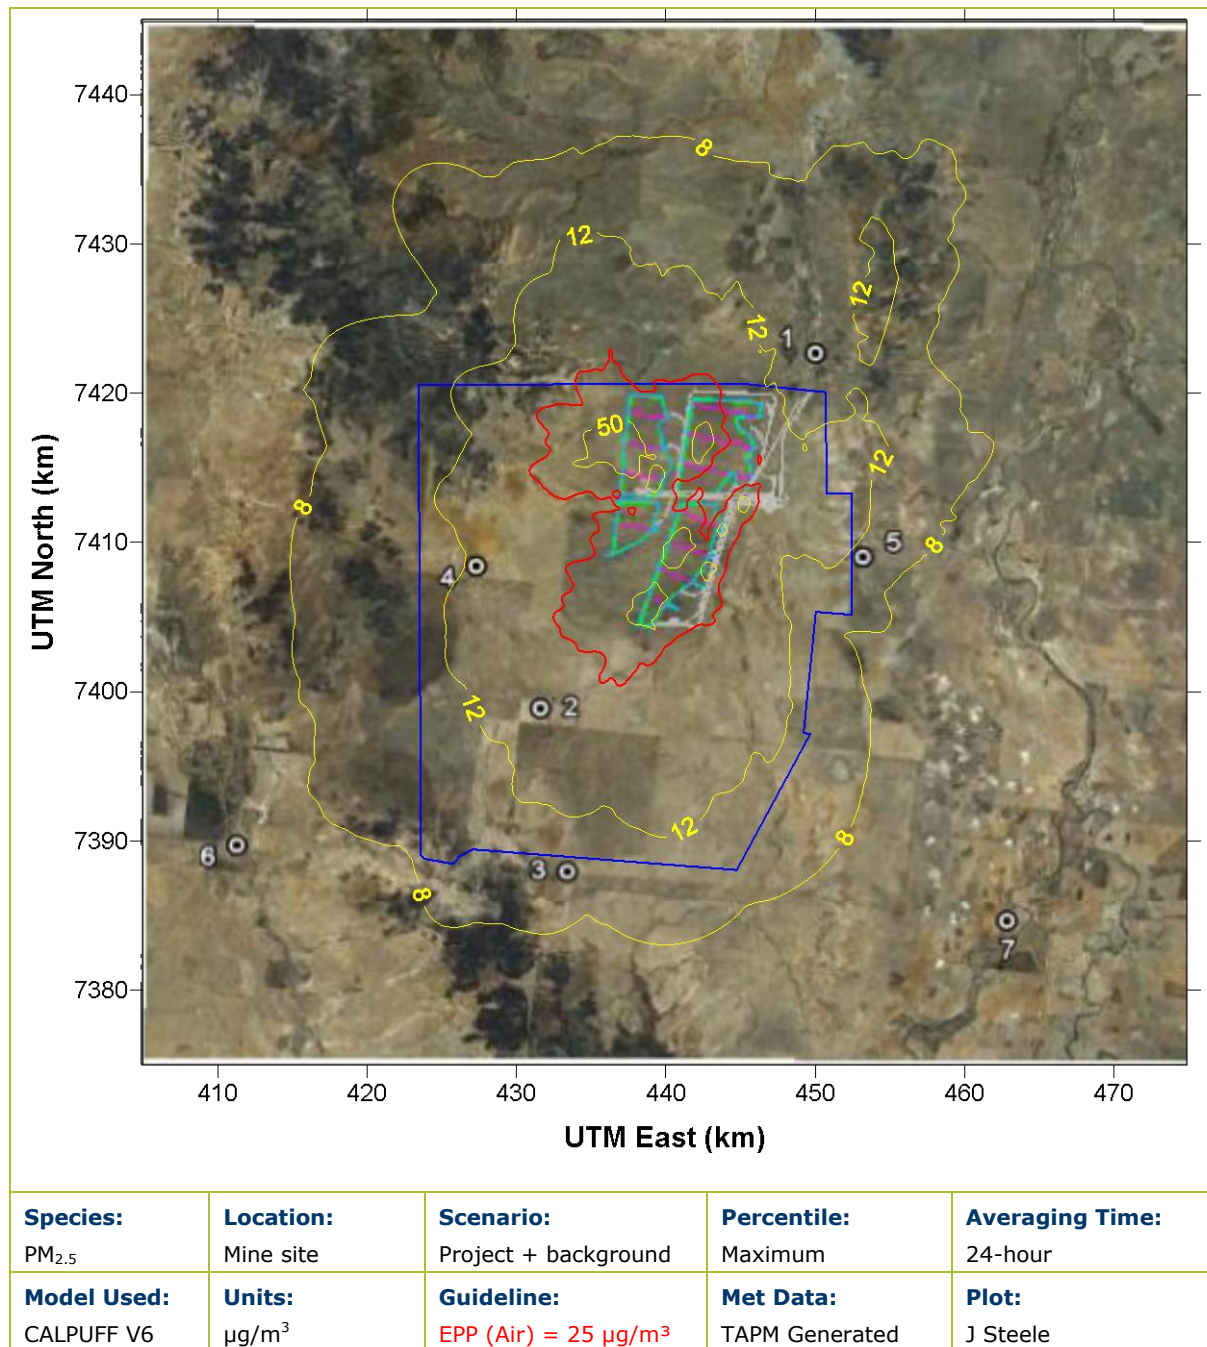 7440
7430
7420
7410
7400
7390
7380
UTM North (km)
8
12
12
12
1
50
12
8
5
8
4
12
2
12
8
6
3
8
7
410
420
430
440
450
460
470
UTM East (km)
Species:
PM2.5
Location:
Mine site
Scenario:
Project + background
Percentile:
Maximum
Averaging Time:
24-hour
Model Used:
CALPUFF V6
Units:
µg/m³
Guideline:
EPP (Air) = 25 µg/m³
Met Data:
TAPM Generated
Plot:
J Steele